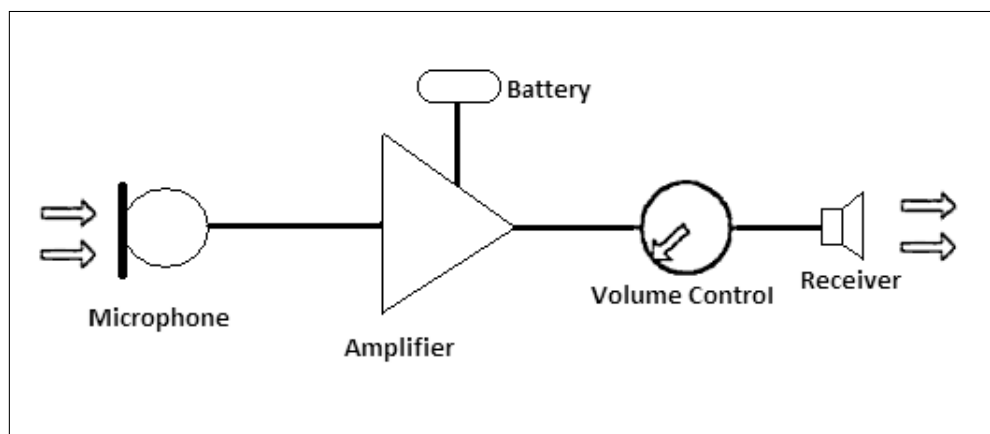 Battery
Microphone
Amplifier
Volume Control
Receiver